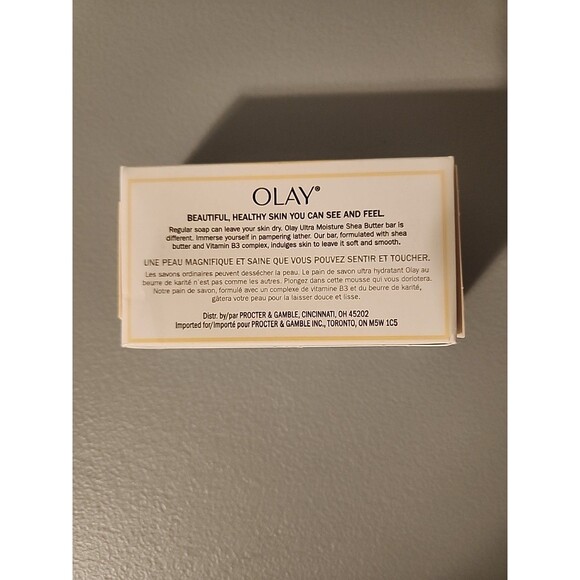 OLAY®
BEAUTIFUL, HEALTHY SKIN YOU CAN SEE AND FEEL.
Regular soap can leave your skin dry. Olay Ultra Moisture Shea Butter bar is
different. Immerse yourself in pampering lather. Our bar, formulated with shea
butter and Vitamin B3 complex, indulges skin to leave it soft and smooth.
UNE PEAU MAGNIFIQUE ET SAINE QUE VOUS POUVEZ SENTIR ET TOUCHER.
Les savons ordinaires peuvent dessécher la peau. Le pain de savon ultra hydratant Olay au
beurre de karité n'est pas comme les autres. Plongez dans cette mousse qui vous dorlotera.
Notre pain de savon, formulé avec un complexe de vitamine B3 et du beurre de karité,
gâtera votre peau pour la laisser douce et lisse.
Distr. by/par PROCTER & GAMBLE, CINCINNATI, OH 45202
Imported for/Importé pour PROCTER & GAMBLE INC., TORONTO, ON M5W 1C5